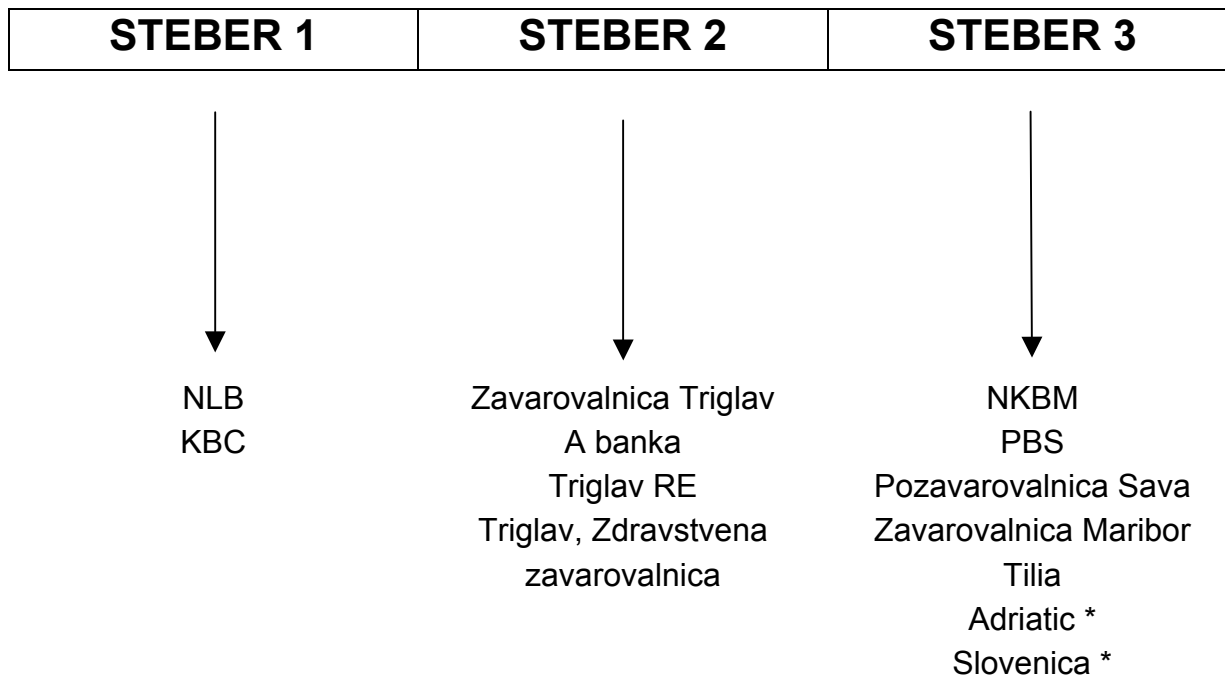 STEBER 1
STEBER 2
STEBER 3
NLB
KBC
Zavarovalnica Triglav
A banka
Triglav RE
Triglav, Zdravstvena
zavarovalnica
NKBM
PBS
Pozavarovalnica Sava
Zavarovalnica Maribor
Tilia
Adriatic *
Slovenica *